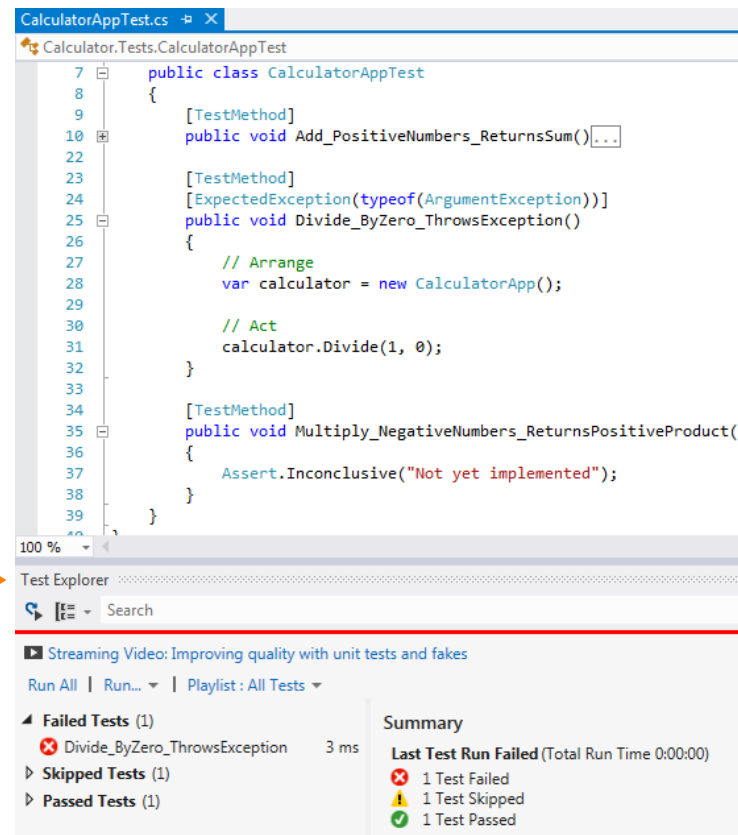 CalculatorAppTest.cs
Calculator.Tests.CalculatorAppTest
7 public class CalculatorAppTest
8 {
9 [TestMethod]
10 public void Add_PositiveNumbers_ReturnsSum()...
22
23 [TestMethod]
24 [ExpectedException(typeof(ArgumentException))]
25 public void Divide_ByZero_ThrowsException()
26 {
27 // Arrange
28 var calculator = new CalculatorApp();
29
30 // Act
31 calculator.Divide(1, 0);
32 }
33
34 [TestMethod]
35 public void Multiply_NegativeNumbers_ReturnsPositiveProduct(
36 {
37 Assert.Inconclusive("Not yet implemented");
38 }
39 }
100 %
Test Explorer
Search
Streaming Video: Improving quality with unit tests and fakes
Run All | Run... | Playlist : All Tests
Failed Tests (1)
Divide_ByZero_ThrowsException 3 ms
Skipped Tests (1)
Passed Tests (1)
Summary
Last Test Run Failed (Total Run Time 0:00:00)
1 Test Failed
1 Test Skipped
1 Test Passed